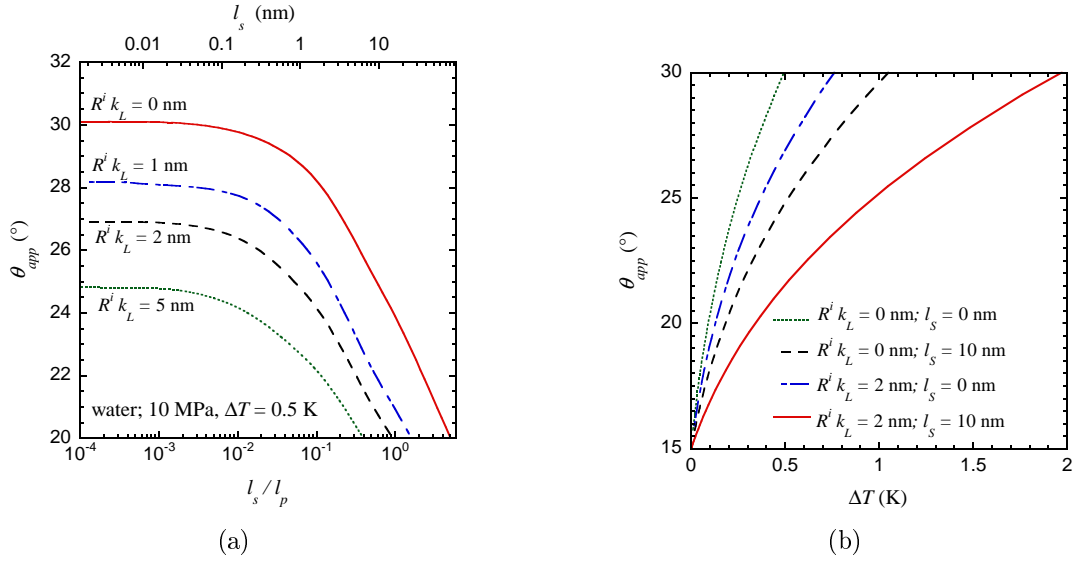 l_s (nm)
0.01 0.1 1 10
32
30
28
26
24
22
20
θ_app (°)
R^i k_L = 0 nm
R^i k_L = 1 nm
R^i k_L = 2 nm
R^i k_L = 5 nm
water; 10 MPa, ΔT = 0.5 K
10^-4 10^-3 10^-2 10^-1 10^0
l_s / l_p
(a)
30
25
20
15
θ_app (°)
R^i k_L = 0 nm; l_S = 0 nm
R^i k_L = 0 nm; l_S = 10 nm
R^i k_L = 2 nm; l_S = 0 nm
R^i k_L = 2 nm; l_S = 10 nm
0 0.5 1 1.5 2
ΔT (K)
(b)